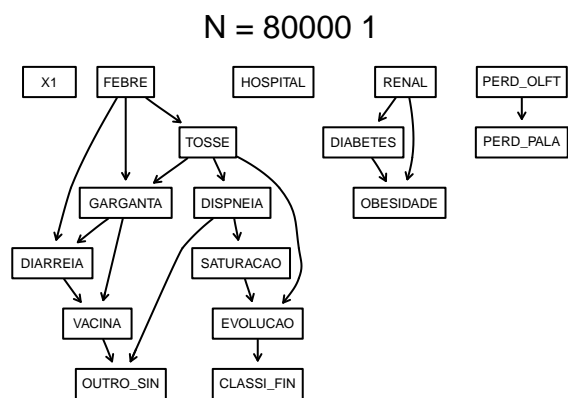 N = 80000 1
X1 FEBRE HOSPITAL RENAL PERD_OLFT
TOSSE DIABETES PERD_PALA
GARGANTA DISPNEIA OBESIDADE
DIARREIA SATURACAO
VACINA EVOLUCAO
OUTRO_SIN CLASSI_FIN